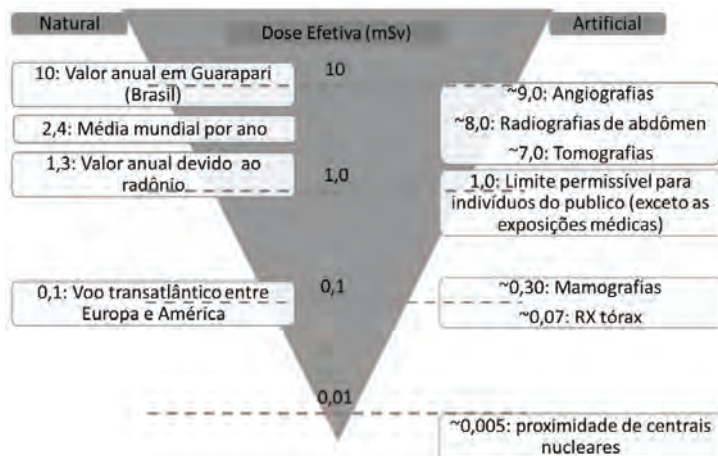 Natural
Dose Efetiva (mSv)
Artificial
10: Valor anual em Guarapari
(Brasil)
2,4: Média mundial por ano
1,3: Valor anual devido ao
radônio
0,1: Voo transatlântico entre
Europa e América
10
1,0
0,1
0,01
~9,0: Angiografias
~8,0: Radiografias de abdômen
~7,0: Tomografias
1,0: Limite permissível para
indivíduos do publico (exceto as
exposições médicas)
~0,30: Mamografias
~0,07: RX tórax
~0,005: proximidade de centrais
nucleares